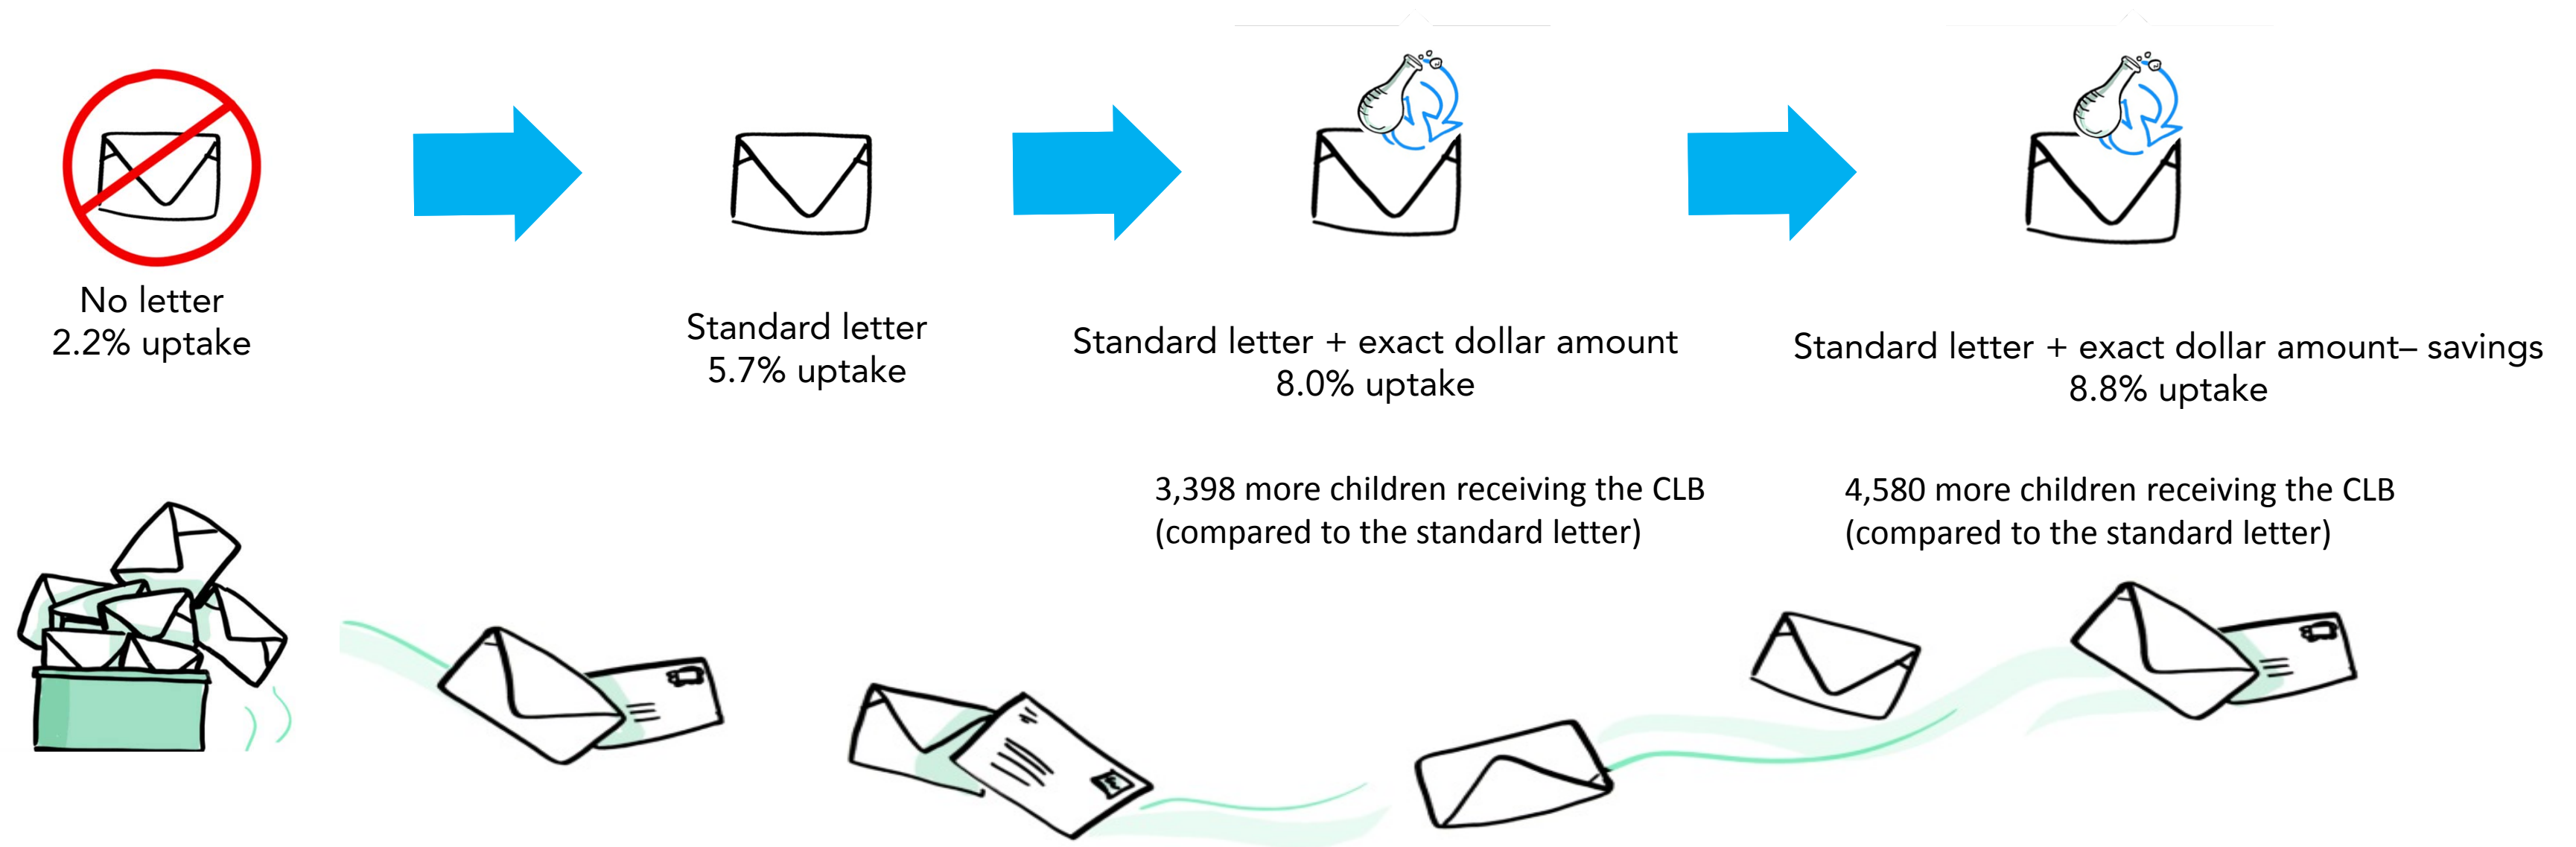 No letter
2.2% uptake
Standard letter
5.7% uptake
Standard letter + exact dollar amount
8.0% uptake
Standard letter + exact dollar amount– savings
8.8% uptake
3,398 more children receiving the CLB
(compared to the standard letter)
4,580 more children receiving the CLB
(compared to the standard letter)